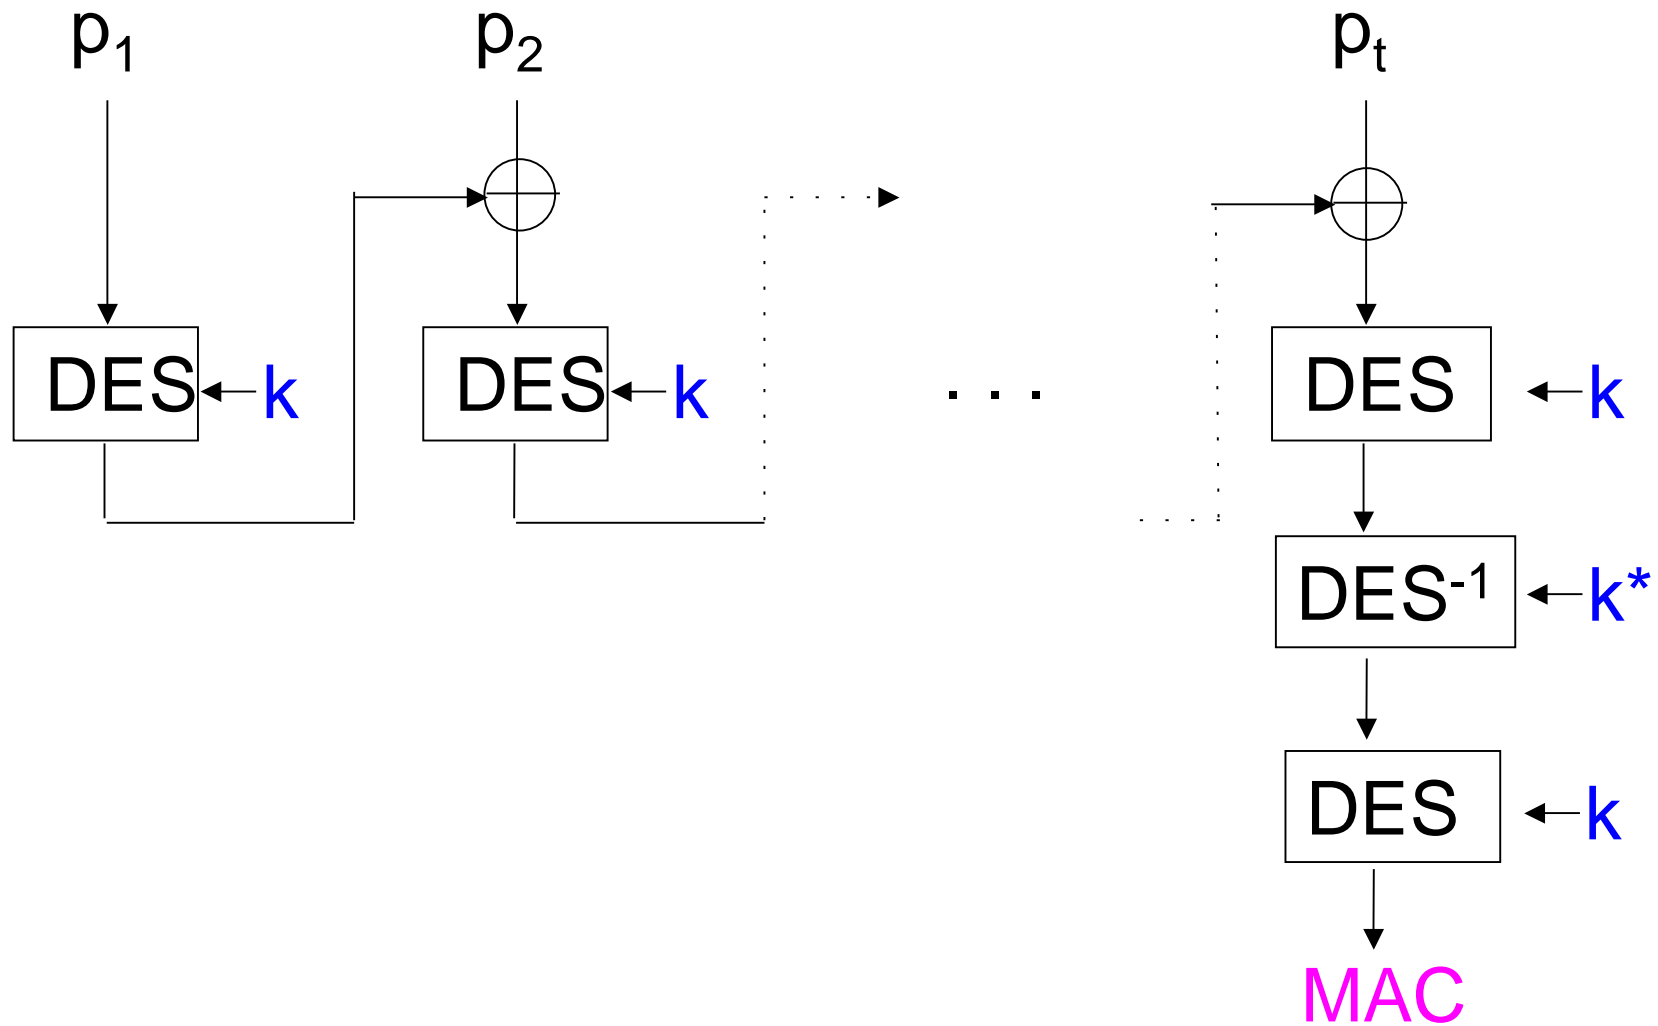 p1 p2 pt
DES k DES k . . . DES k
DES-1 k*
DES k
MAC